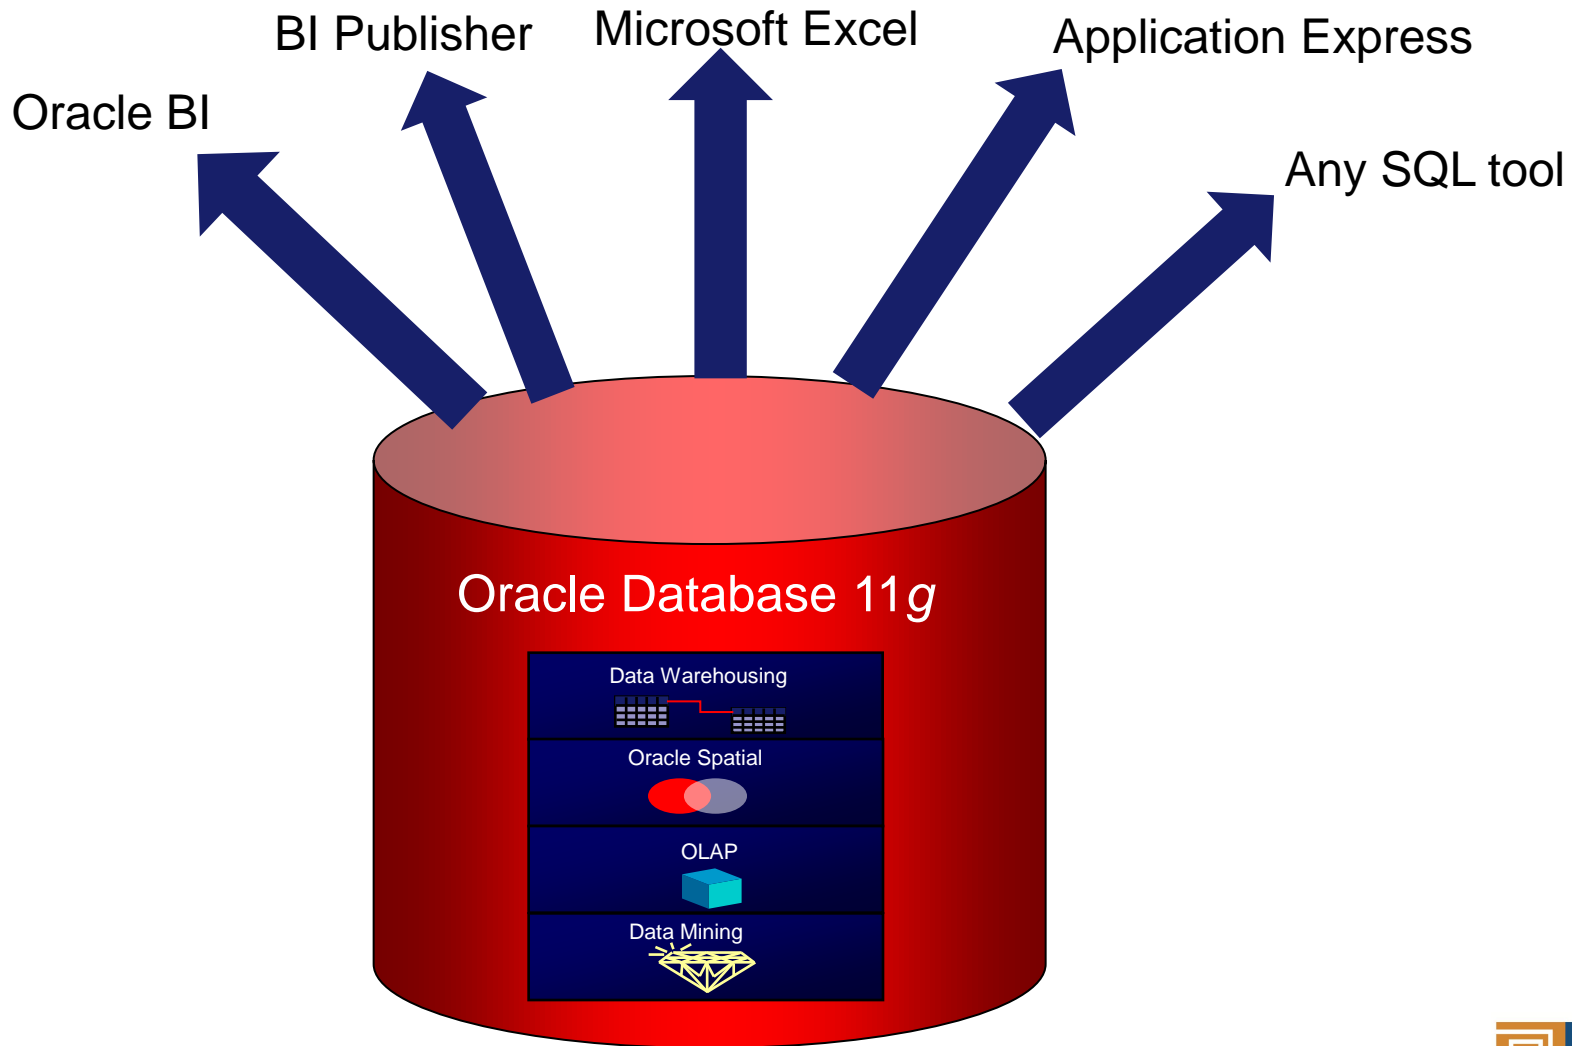 BI Publisher
Microsoft Excel
Application Express
Oracle BI
Any SQL tool
Oracle Database 11g
Data Warehousing
Oracle Spatial
OLAP
Data Mining